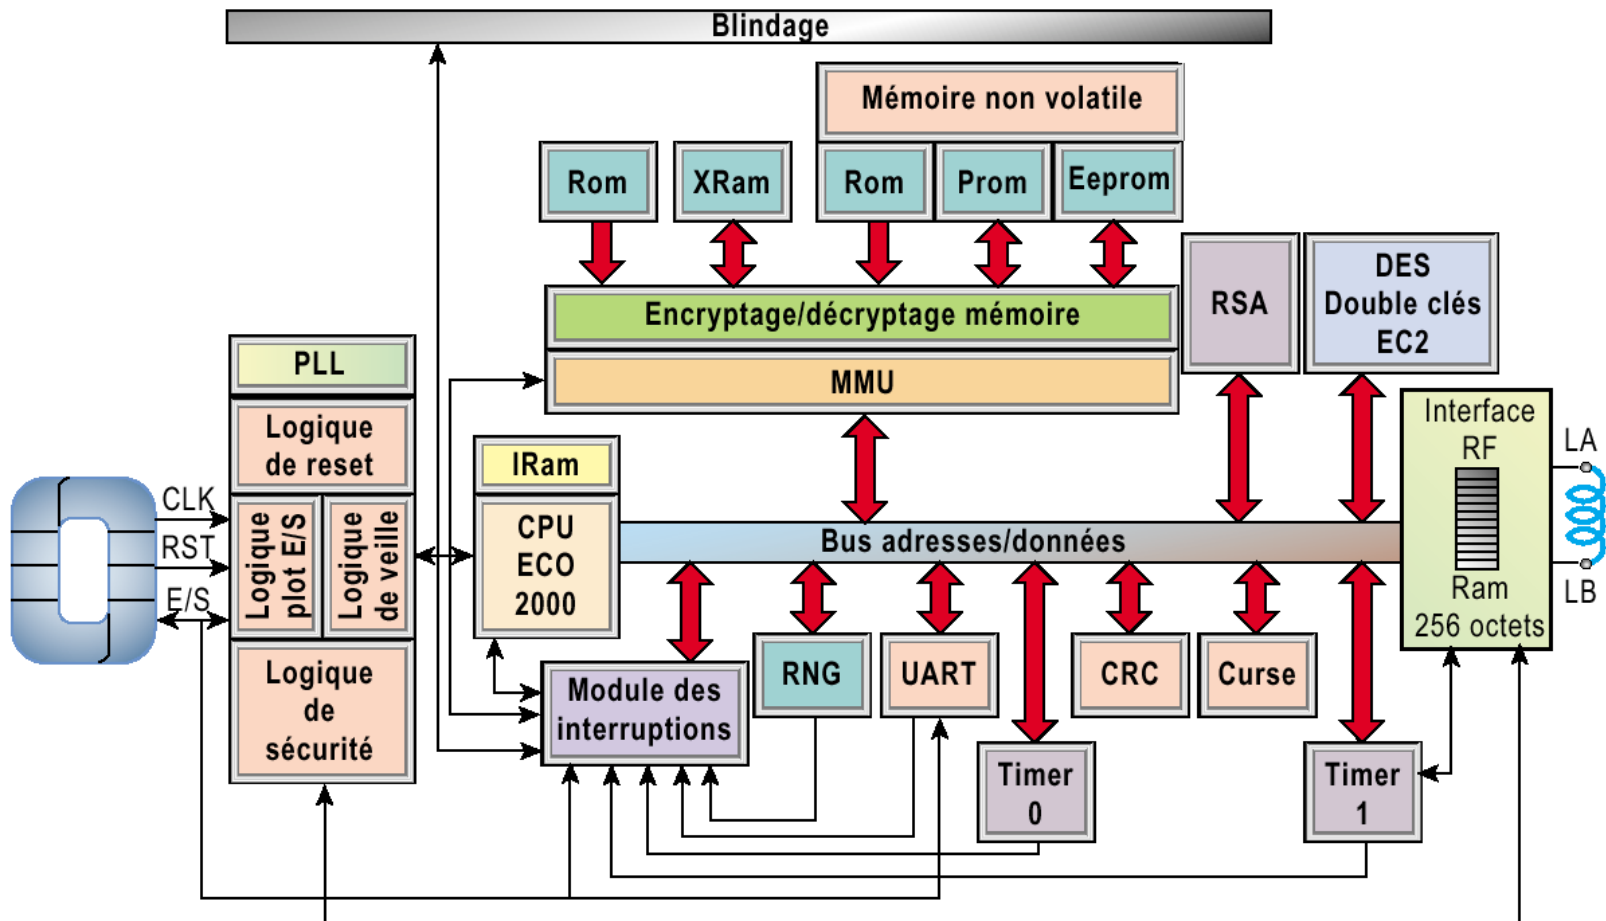 Blindage
Mémoire non volatile
Rom
XRam
Rom
Prom
Eeprom
Encryptage/décryptage mémoire
MMU
RSA
DES
Double clés
EC2
PLL
Logique
de reset
Logique
plot E/S
Logique
de veille
Logique
de
sécurité
CLK
RST
E/S
IRam
CPU
ECO
2000
Bus adresses/données
Interface
RF
Ram
256 octets
LA
LB
Module des
interruptions
RNG
UART
CRC
Curse
Timer
0
Timer
1